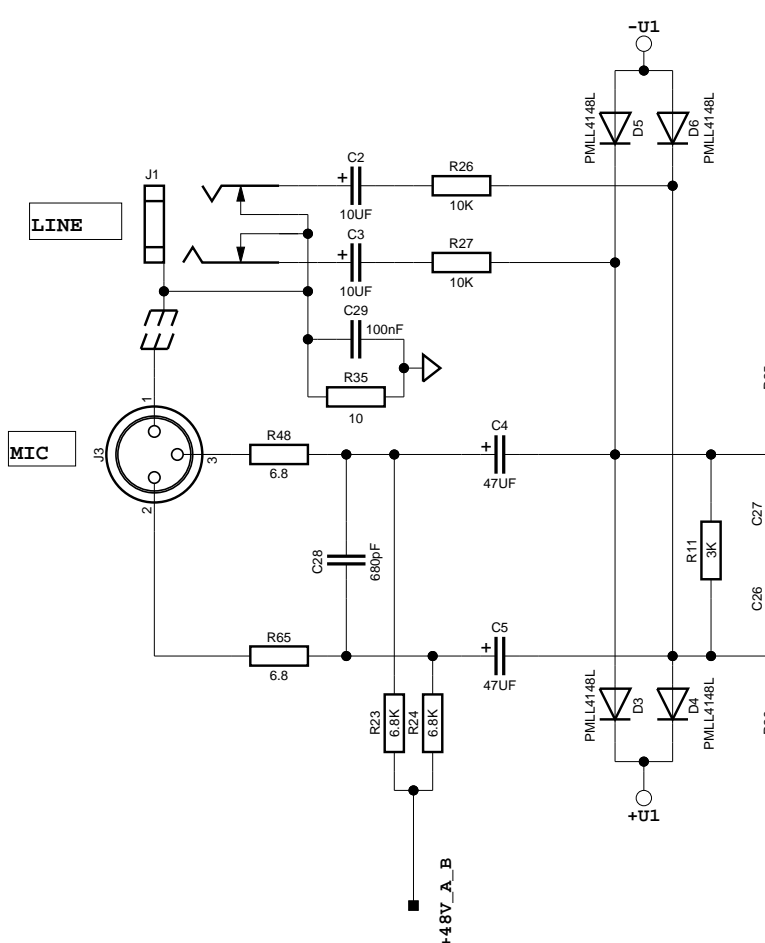 -U1
PMLL4148L
D5
D6
PMLL4148L
J1
C2
+
10UF
R26
10K
LINE
C3
+
10UF
R27
10K
C29
100nF
R35
10
MIC
J3
1
3
2
R48
6.8
C4
+
47UF
C28
680pF
R11
3K
C27
C26
R65
6.8
C5
+
47UF
R23
6.8K
R24
6.8K
PMLL4148L
D3
D4
PMLL4148L
+U1
+48V_A_B